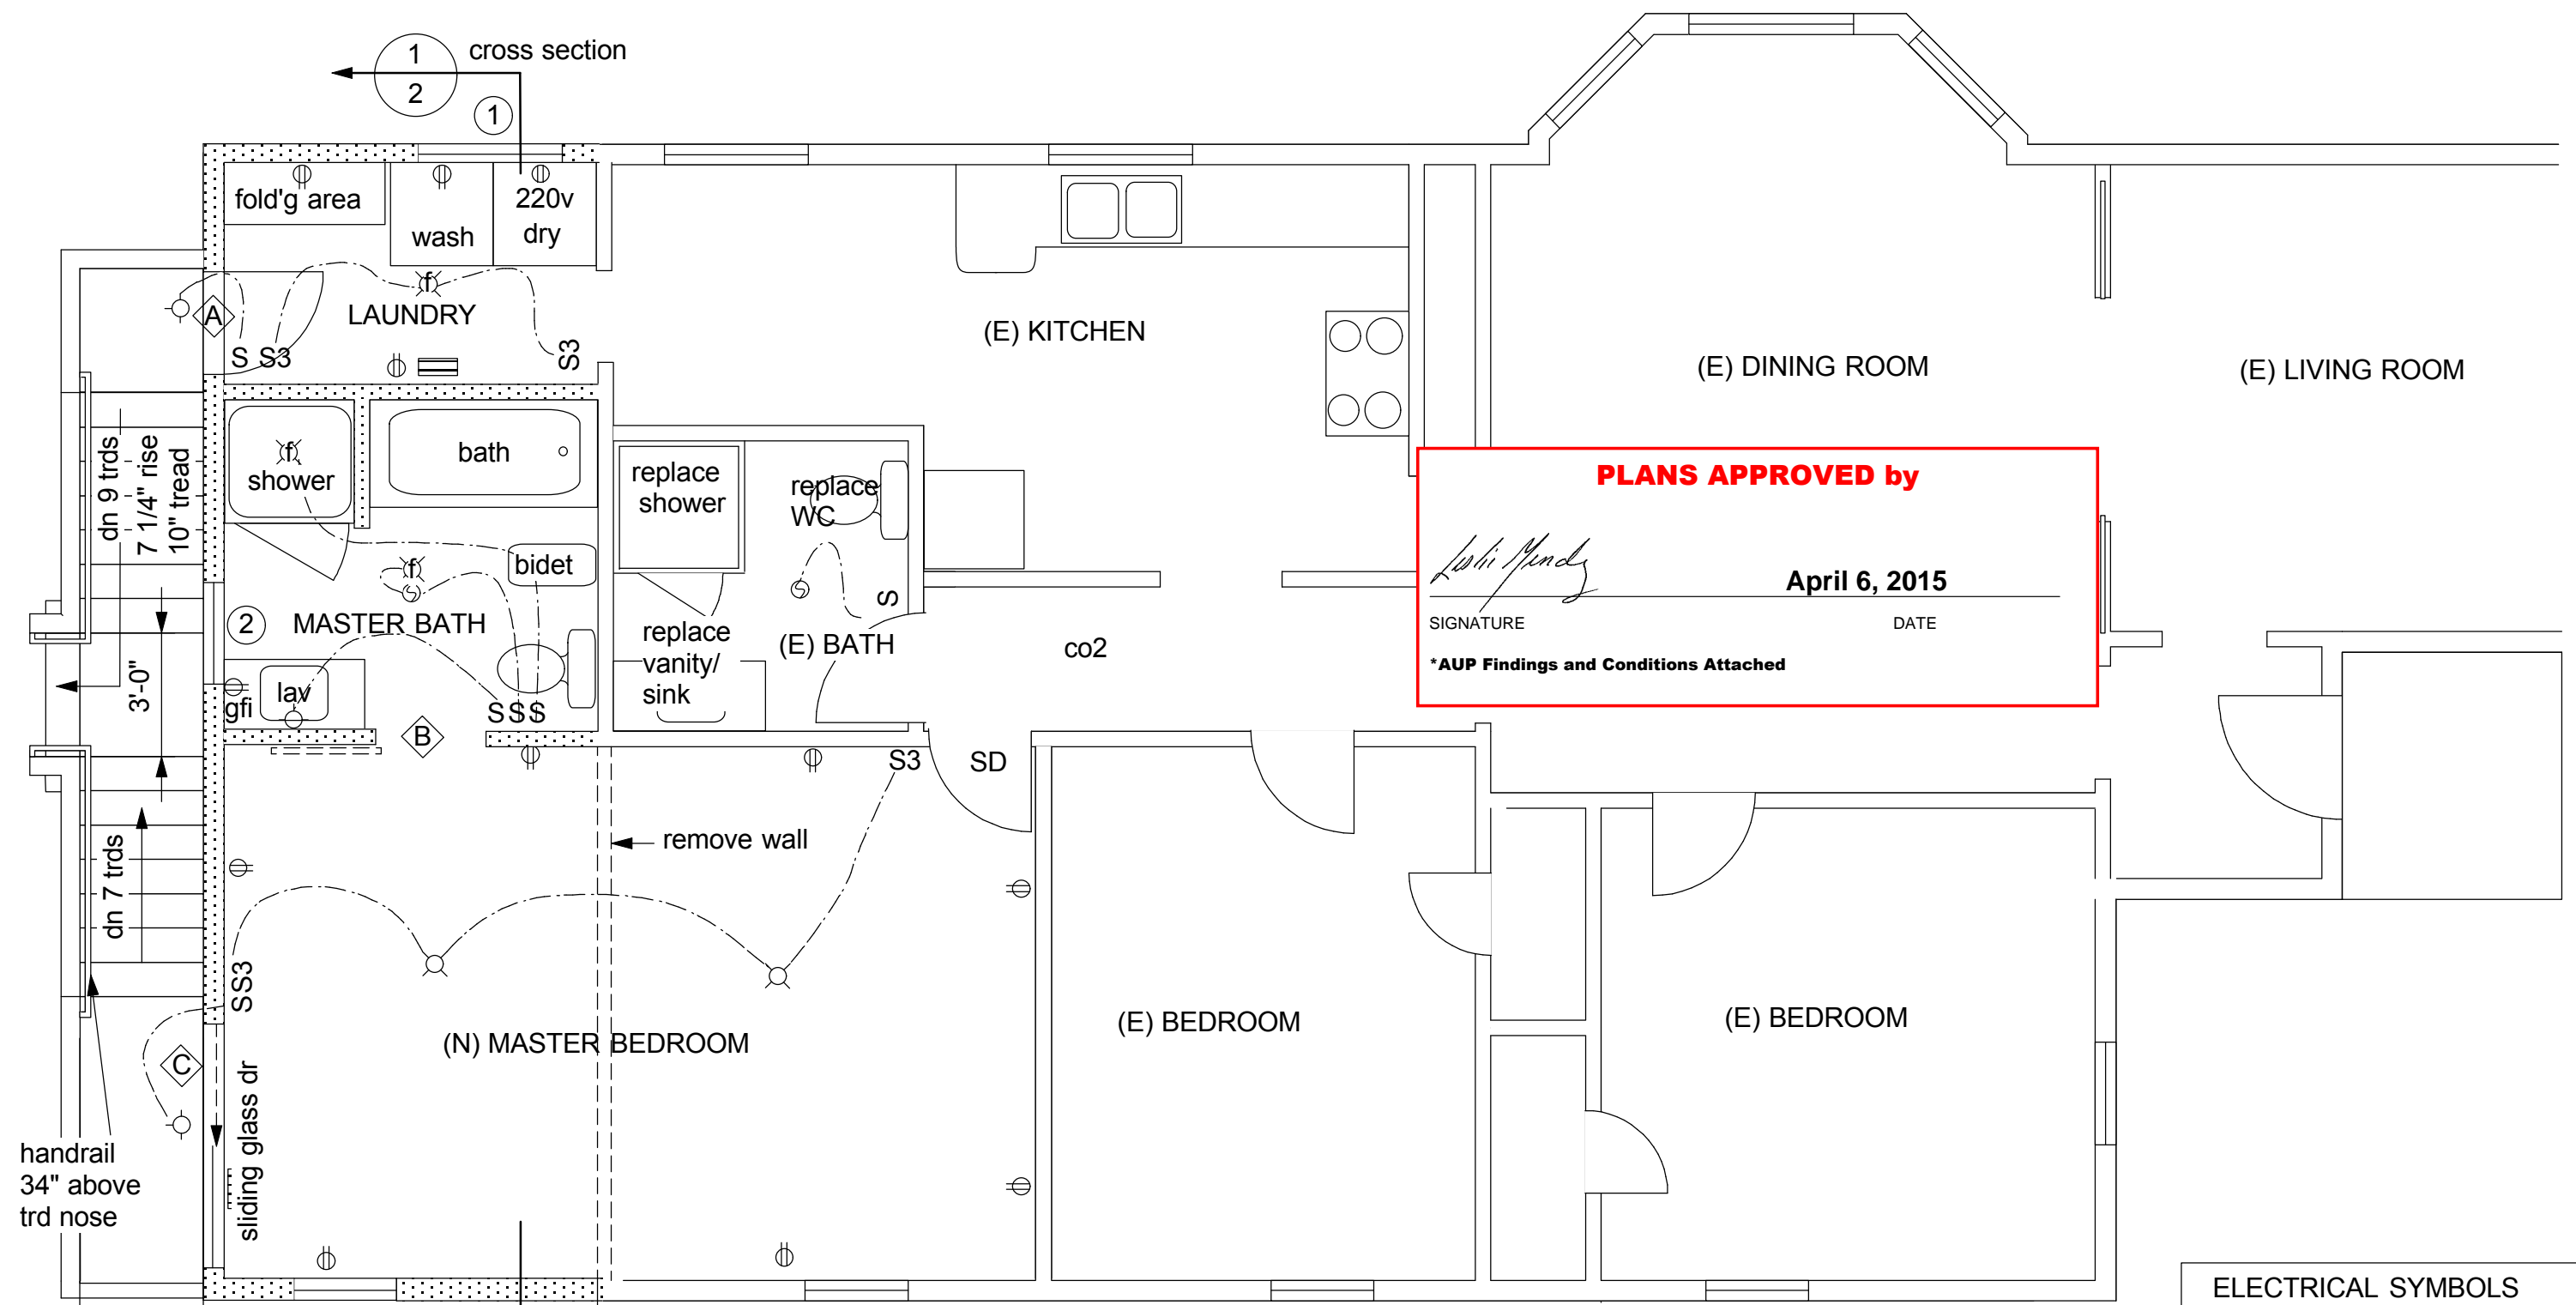 1
cross section
2
1
fold'g area
wash
220v
dry
f
LAUNDRY
A
S S3
S3
(E) KITCHEN
(E) DINING ROOM
(E) LIVING ROOM
dn 9 trds
7 1/4" rise
10" tread
f
shower
bath
replace
shower
replace
WC
S
f
bidet
2
MASTER BATH
replace
vanity/
sink
(E) BATH
co2
PLANS APPROVED by
April 6, 2015
SIGNATURE
DATE
*AUP Findings and Conditions Attached
3'-0"
gfi
lav
S$$
B
S3
SD
remove wall
dn 7 trds
SS3
(N) MASTER BEDROOM
(E) BEDROOM
(E) BEDROOM
C
sliding glass dr
handrail
34" above
trd nose
ELECTRICAL SYMBOLS